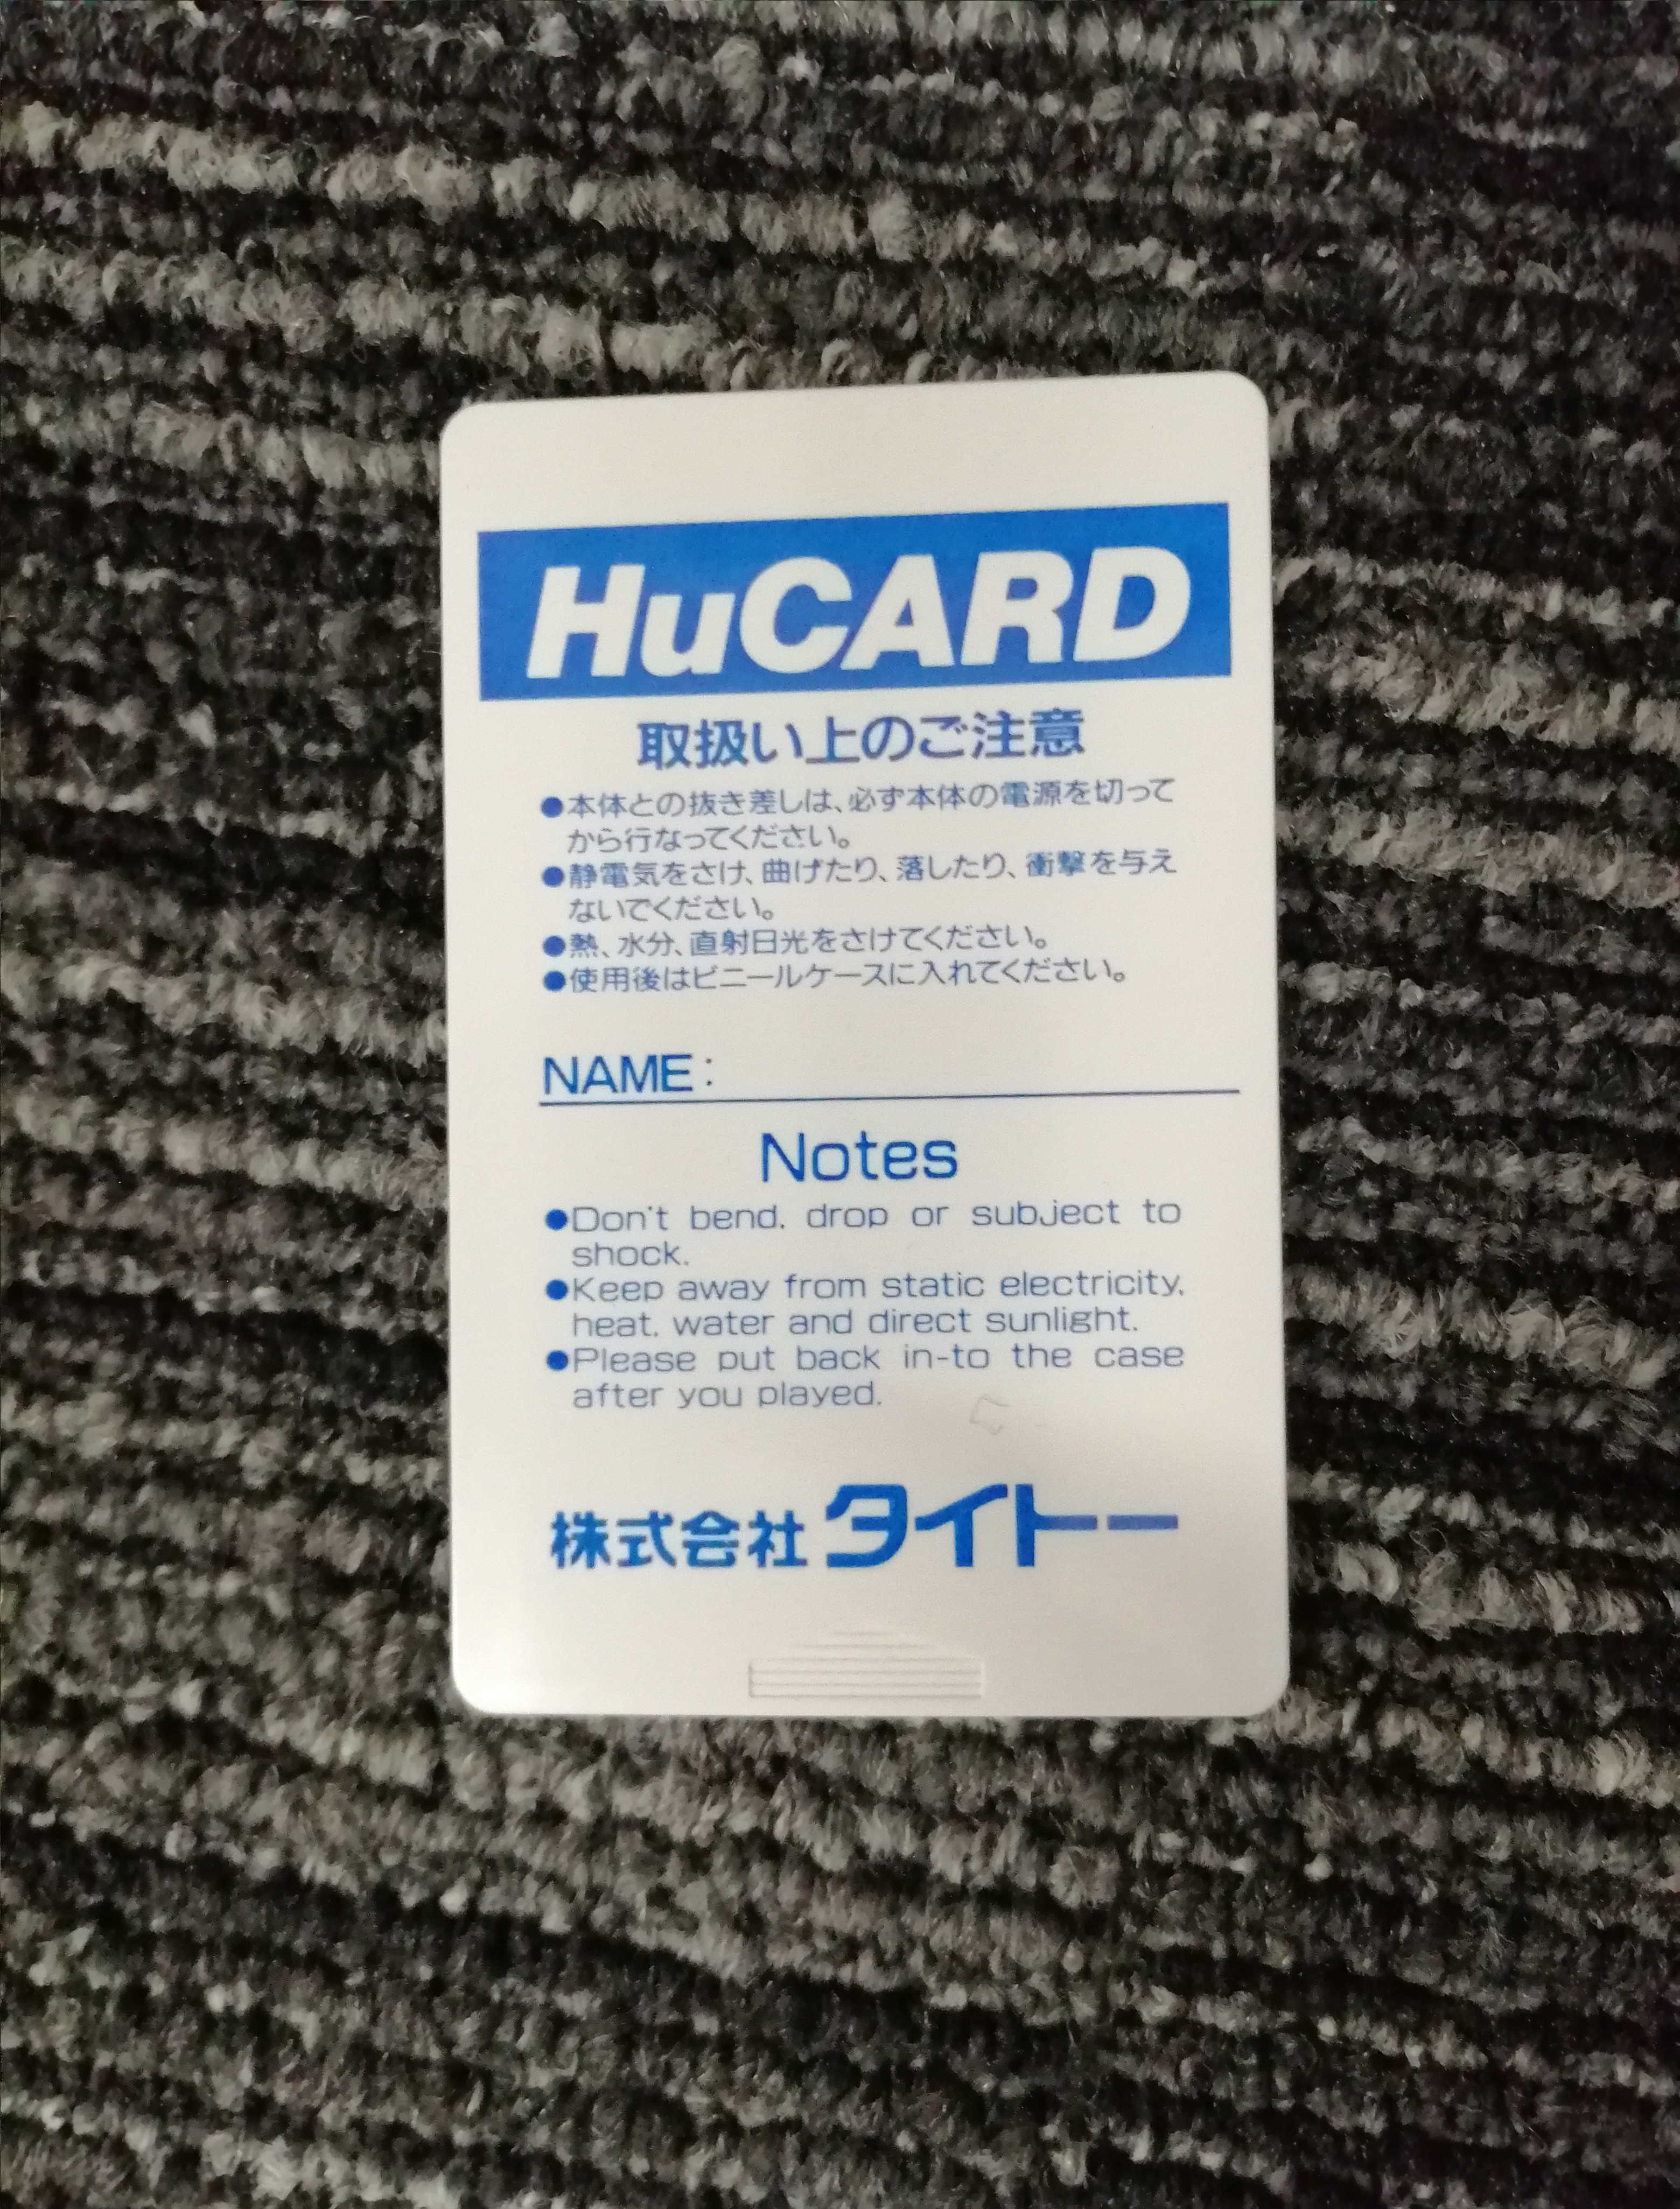 HuCARD
取扱い上のご注意
●本体との抜き差しは、必ず本体の電源を切って
から行なってください。
●静電気をさけ、曲げたり、落したり、衝撃を与え
ないでください。
●熱、水分、直射日光をさけてください。
●使用後はビニールケースに入れてください。
NAME:
Notes
●Don't bend, drop or subject to
shock.
●Keep away from static electricity,
heat, water and direct sunlight.
●Please put back in-to the case
after you played.
株式会社タイトー